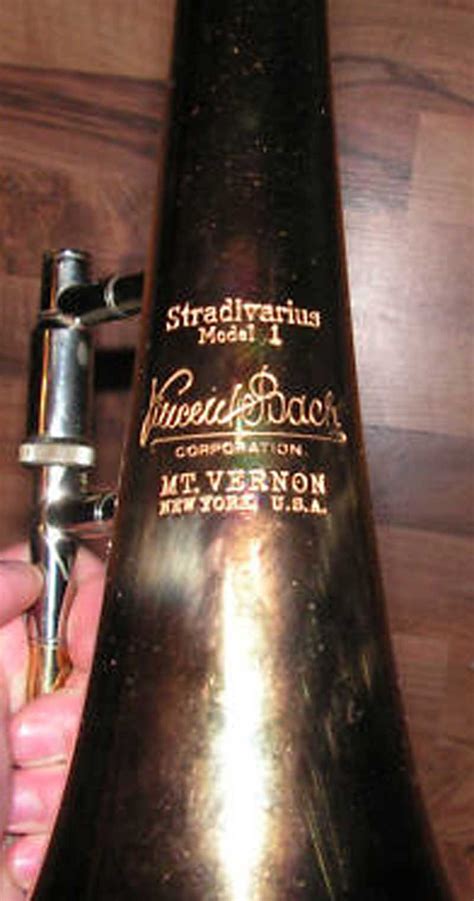 Stradivarius
Model 1
Vincent Bach
CORPORATION
MT. VERNON
NEW YORK, U.S.A.